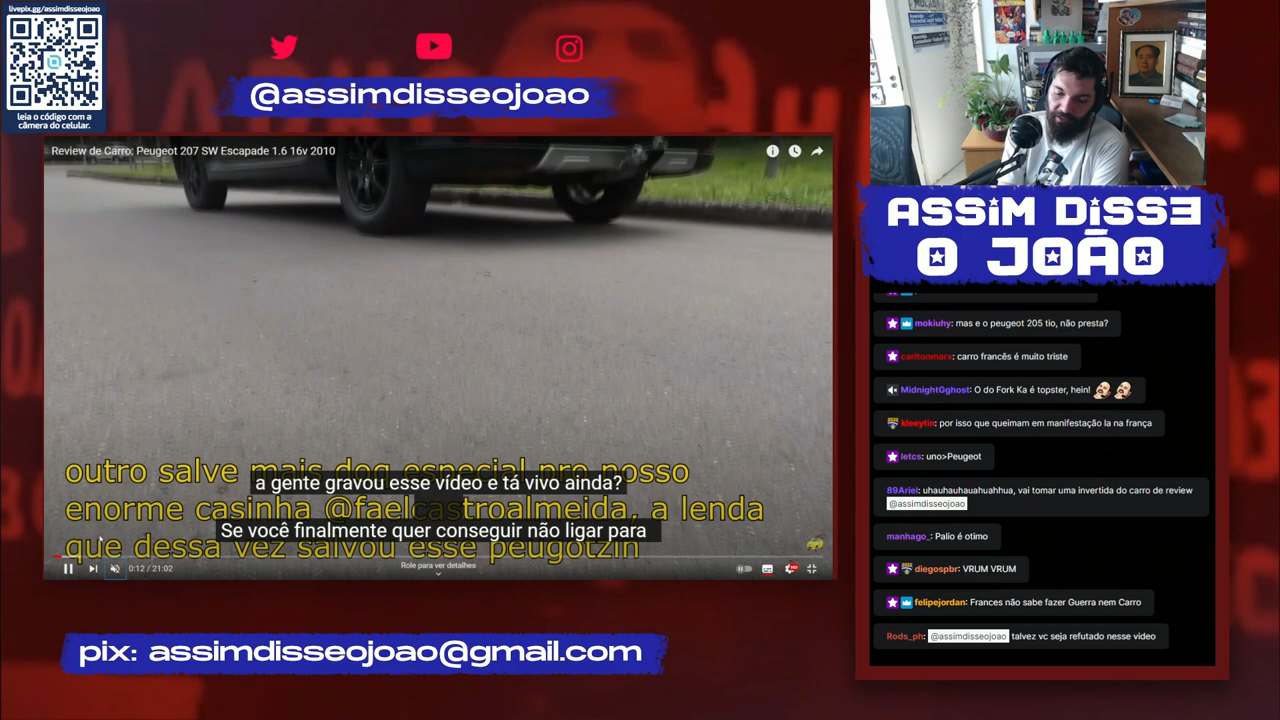 livepix.gg/assimdisseojoao
leia o código com a
câmera do celular.
@assimdisseojoao
Review de Carro: Peugeot 207 SW Escapade 1.6 16v 2010
outro salve mais dog especial pro nosso
a gente gravou esse vídeo e tá vivo ainda?
enorme casinha @faelcastroalmeida, a lenda
Se você finalmente quer conseguir não ligar para
que dessa vez salvou esse peugotzin
0:12 / 21:02
Role para ver detalhes
pix: assimdisseojoao@gmail.com
ASSIM DISSE
O JOÃO
mokiuhy: mas e o peugeot 205 tio, não presta?
carltonmarx: carro francês é muito triste
MidnightGghost: O do Fork Ka é topster, hein!
kleeytin: por isso que queimam em manifestação la na frança
letcs: uno>Peugeot
89Ariel: uhauhauhauahuahhua, vai tomar uma invertida do carro de review
@assimdisseojoao
manhago_: Palio é otimo
diegospbr: VRUM VRUM
felipejordan: Frances não sabe fazer Guerra nem Carro
Rods_ph: @assimdisseojoao talvez vc seja refutado nesse video